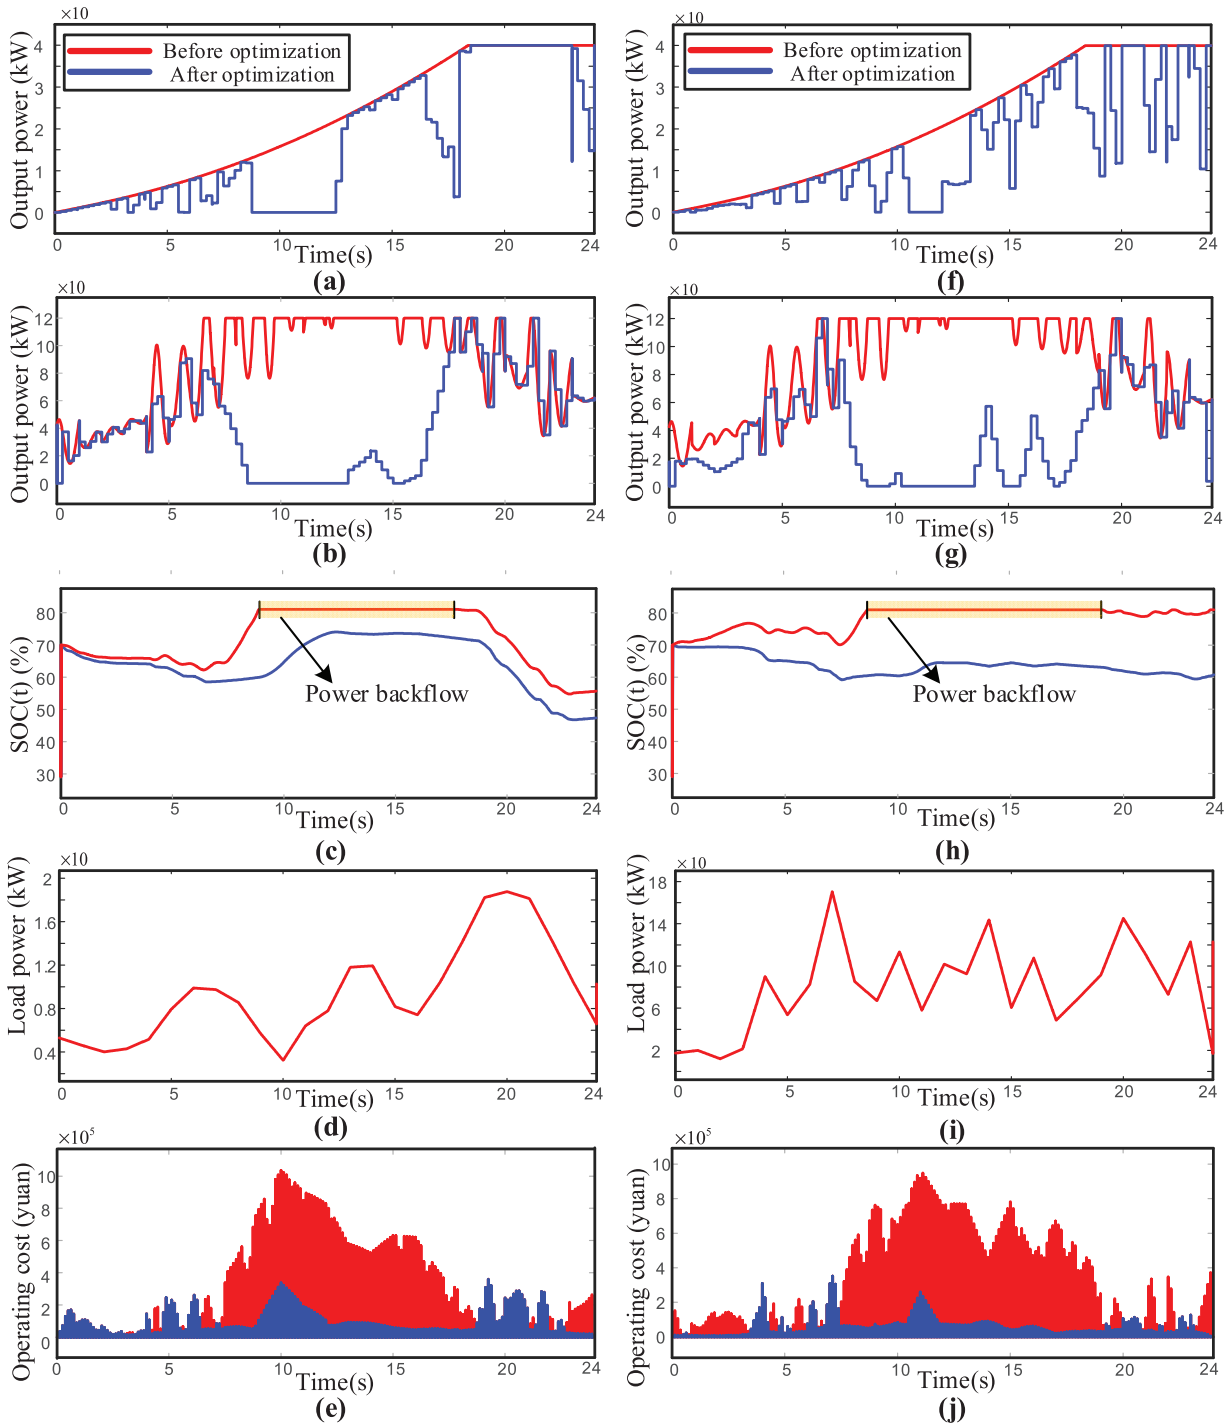 ×10
Output power (kW)
4
3
2
1
0
Before optimization
After optimization
0 5 10 15 20 24
Time(s)
(a)
×10
Output power (kW)
4
3
2
1
0
Before optimization
After optimization
0 5 10 15 20 24
Time(s)
(f)
×10
Output power (kW)
12
10
8
6
4
2
0
0 5 10 15 20 24
Time(s)
(b)
×10
Output power (kW)
12
10
8
6
4
2
0
0 5 10 15 20 24
Time(s)
(g)
SOC(t) (%)
80
70
60
50
40
30
Power backflow
0 5 10 15 20 24
Time(s)
(c)
SOC(t) (%)
80
70
60
50
40
30
Power backflow
0 5 10 15 20 24
Time(s)
(h)
×10
Load power (kW)
2
1.6
1.2
0.8
0.4
0 5 10 15 20 24
Time(s)
(d)
×10
Load power (kW)
18
14
10
6
2
0 5 10 15 20 24
Time(s)
(i)
×10⁵
Operating cost (yuan)
10
8
6
4
2
0
0 5 10 15 20 24
Time(s)
(e)
×10⁵
Operating cost (yuan)
10
8
6
4
2
0
0 5 10 15 20 24
Time(s)
(j)